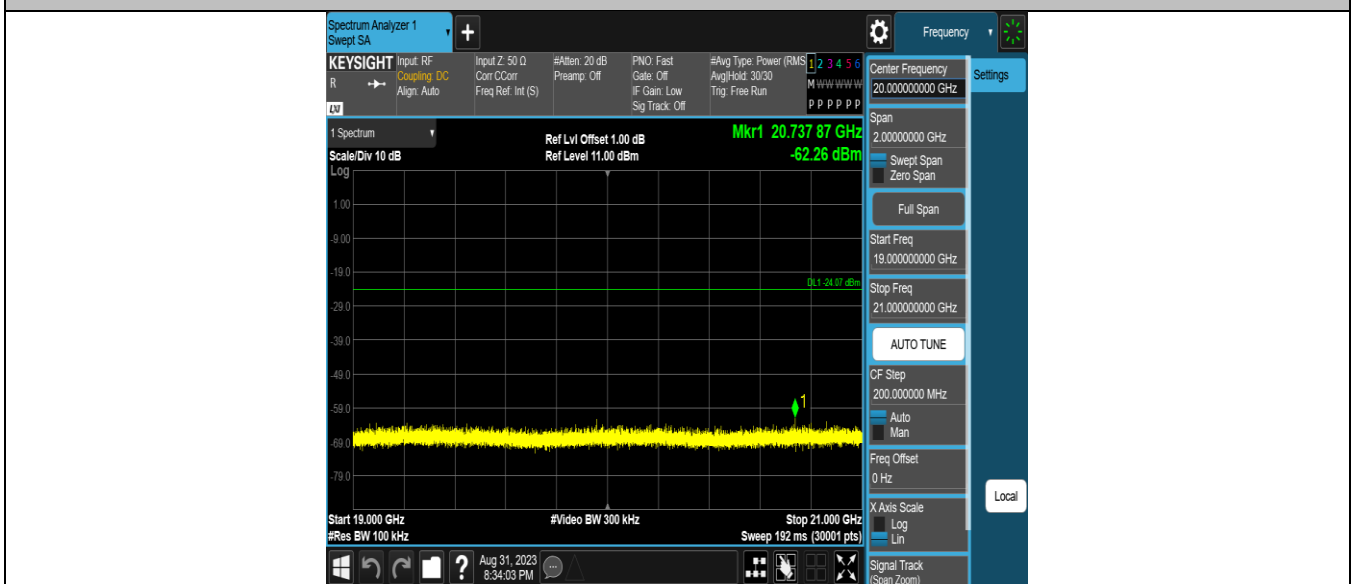 Spectrum Analyzer 1
Swept SA
+
Frequency
KEYSIGHT
R
LXI
Input: RF
Coupling: DC
Align: Auto
Input Z: 50 Ω
Corr CCorr
Freq Ref: Int (S)
#Atten: 20 dB
Preamp: Off
PNO: Fast
Gate: Off
IF Gain: Low
Sig Track: Off
#Avg Type: Power (RMS
Avg|Hold: 30/30
Trig: Free Run
1 2 3 4 5 6
M W W W W W
P P P P P P
1 Spectrum
Scale/Div 10 dB
Log
Ref Lvl Offset 1.00 dB
Ref Level 11.00 dBm
Mkr1 20.737 87 GHz
-62.26 dBm
1.00
-9.00
-19.0
DL1 -24.07 dBm
-29.0
-39.0
-49.0
-59.0
1
-69.0
-79.0
Start 19.000 GHz
#Video BW 300 kHz
Stop 21.000 GHz
#Res BW 100 kHz
Sweep 192 ms (30001 pts)
?
Aug 31, 2023
8:34:03 PM
Center Frequency
20.000000000 GHz
Settings
Span
2.00000000 GHz
Swept Span
Zero Span
Full Span
Start Freq
19.000000000 GHz
Stop Freq
21.000000000 GHz
AUTO TUNE
CF Step
200.000000 MHz
Auto
Man
Freq Offset
0 Hz
X Axis Scale
Log
Lin
Signal Track
(Span Zoom)
Local